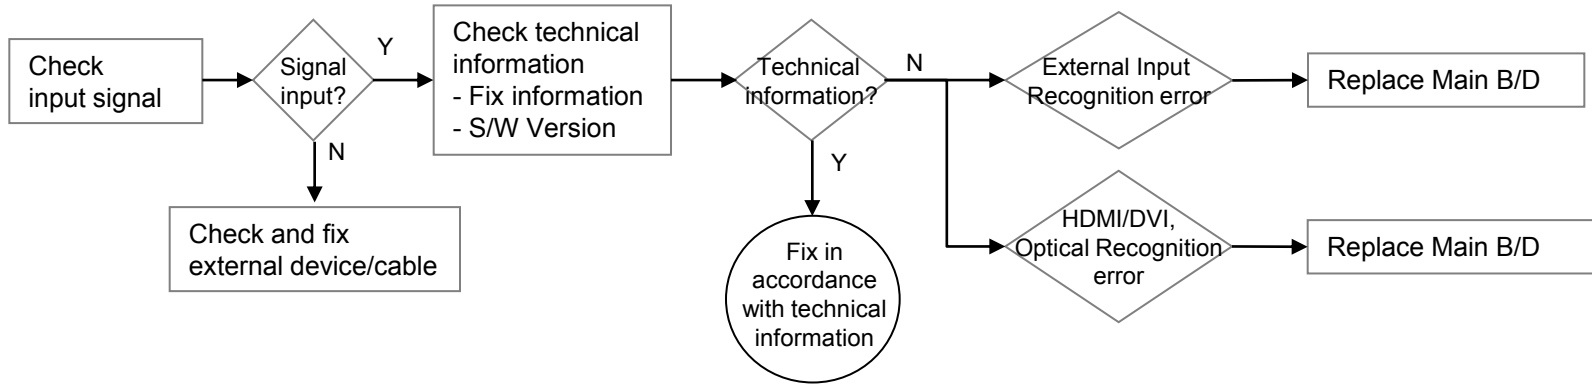 Check
input signal
Signal
input?
Y
N
Check and fix
external device/cable
Check technical
information
- Fix information
- S/W Version
Technical
information?
N
Y
Fix in
accordance
with technical
information
External Input
Recognition error
Replace Main B/D
HDMI/DVI,
Optical Recognition
error
Replace Main B/D